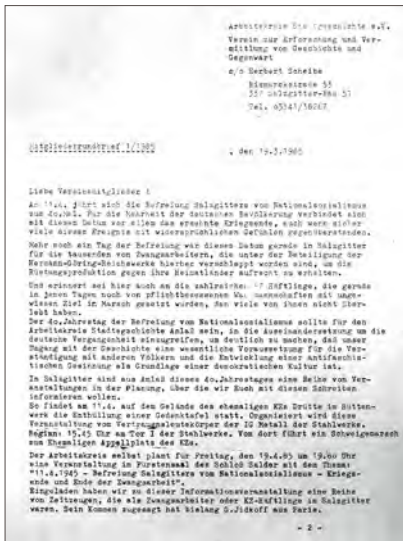 Arbeitskreis Stadtgeschichte e.V.
Verein zur Erforschung und Ver-
mittlung von Geschichte und
Gegenwart
c/o Herbert Scheibe
Bismarckstraße
Salzgitter-Bad 51
Tel. 05341/
Mitgliederrundbrief 1/1985
, den 19.3.1985
Liebe Vereinsmitglieder !
Am 11.4. jährt sich die Befreiung Salzgitters vom Nationalsozialismus
zum 4o.Mal. Für die Mehrheit der deutschen Bevölkerung verbindet sich
mit diesem Datum vor allem das ersehnte Kriegsende, auch wenn sicher
viele diesem Ereignis mit widersprüchlichen Gefühlen gegenüberstanden.
Mehr noch ein Tag der Befreiung war dieses Datum gerade in Salzgitter
für die tausenden von Zwangsarbeitern, die unter der Beteiligung der
Hermann-Göring-Reichswerke hierher verschleppt worden sind, um die
Rüstungsproduktion gegen ihre Heimatländer aufrecht zu erhalten.
Und erinnert sei hier auch an die zahlreichen Häftlinge, die gerade
in jenen Tagen noch von pflichtbesessenen Wachmannschaften mit unge-
wissen Ziel in Marsch gesetzt wurden, den viele von ihnen nicht über-
lebt haben.
Der 4o.Jahrestag der Befreiung vom Nationalsozialismus sollte für den
Arbeitskreis Stadtgeschichte Anlaß sein, in die Auseinandersetzung um die
deutsche Vergangenheit einzugreifen, um deutlich zu machen, daß unser
Umgang mit der Geschichte eine wesentliche Voraussetzung für die Ver-
ständigung mit anderen Völkern und die Entwicklung einer Antifaschis-
tischen Gesinnung als Grundlage einer demokratischen Kultur ist.
In Salzgitter sind aus Anlaß dieses 4o.Jahrestages eine Reihe von Ver-
anstaltungen in der Planung, über die wir Euch mit diesem Schreiben
informieren wollen.
So findet am 11.4. auf dem Gelände des ehemaligen KZs Drütte im Hütten-
werk die Enthüllung einer Gedenktafel statt. Organisiert wird diese
Veranstaltung vom Vertrauensleutekörper der IG Metall der Stahlwerke.
Beginn: 15.45 Uhr am Tor I der Stahlwerke. Von dort führt ein Schweigemarsch
zum Ehemaligen Appellplatz des KZs.
Der Arbeitskreis selbst plant für Freitag, den 19.4.85 um 19.oo Uhr
eine Veranstaltung im Fürstensaal des Schloß Salder mit dem Thema:
"11.4.1945 - Befreiung Salzgitters vom Nationalsozialismus - Kriegs-
ende und Ende der Zwangsarbeit".
Eingeladen haben wir zu dieser Informationsveranstaltung eine Reihe
von Zeitzeugen, die als Zwangsarbeiter oder KZ-Häftlinge in Salzgitter
waren. Sein Kommen zugesagt hat bislang aus Paris.
- 2 -